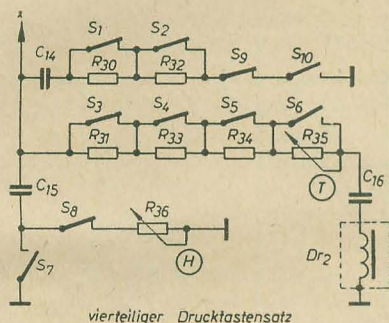 x
S1
S2
C14
R30
R32
S9
S10
S3
S4
S5
S6
R31
R33
R34
R35
T
C15
C16
S8
R36
H
S7
Dr2
vierteiliger Drucktastensatz